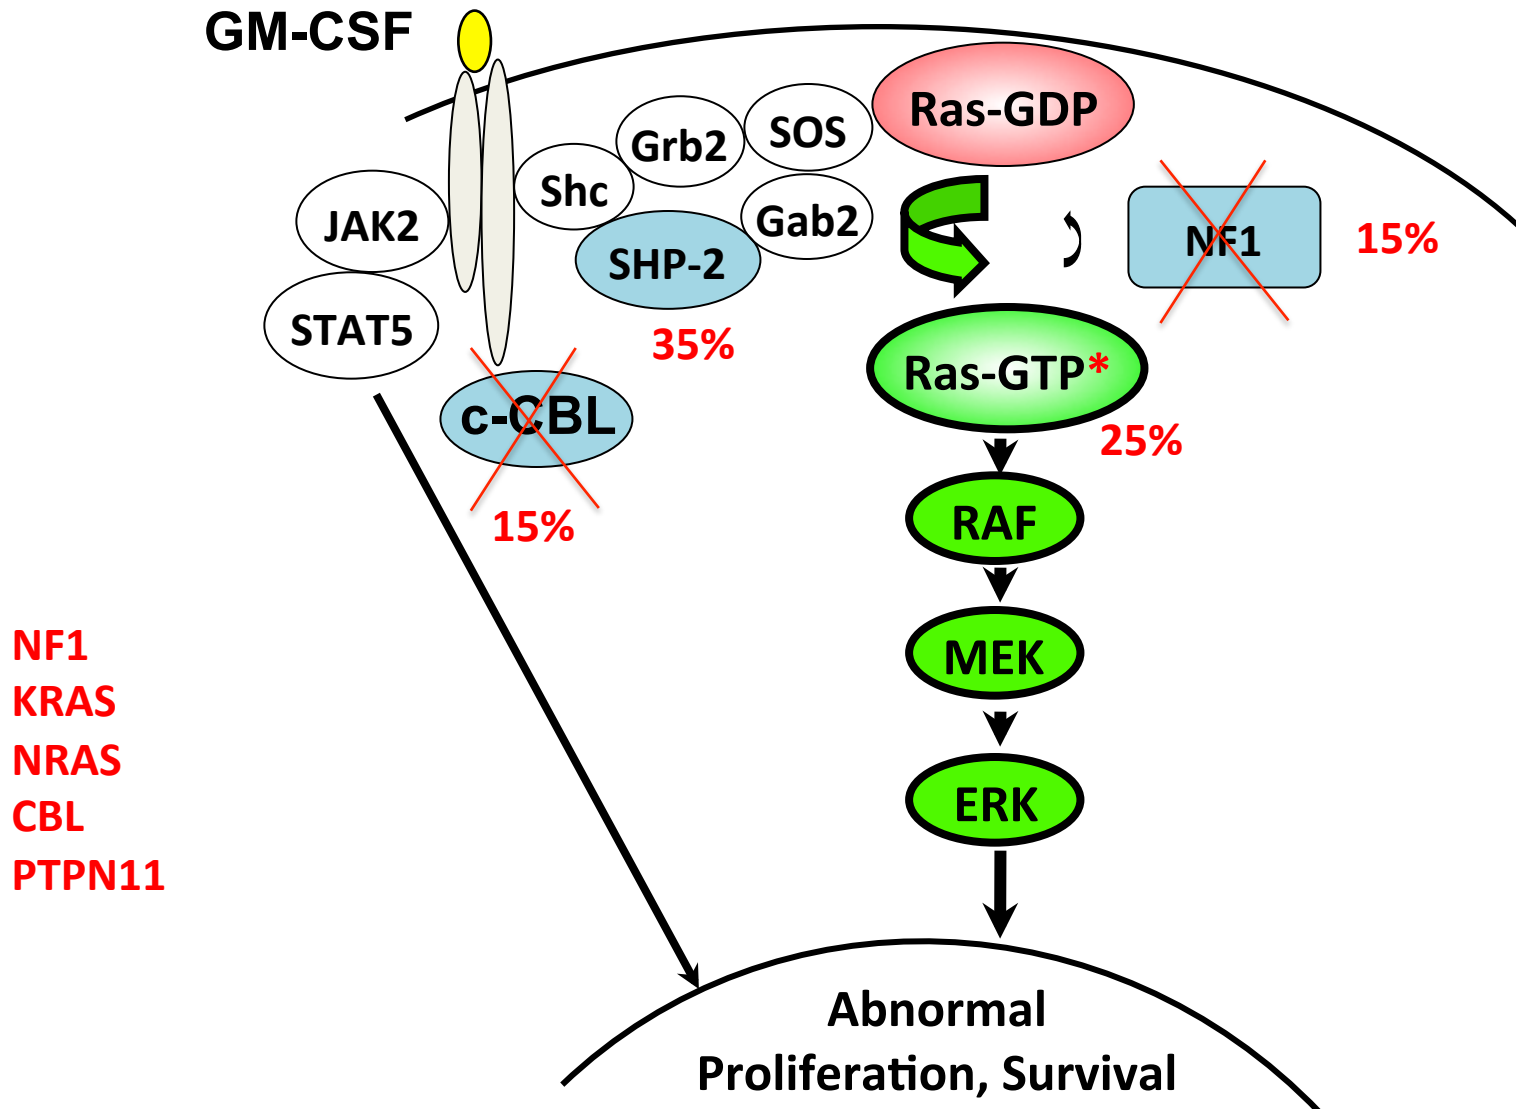 GM-CSF
Ras-GDP
SOS
Grb2
Shc
JAK2
Gab2
SHP-2
NF1
15%
STAT5
35%
Ras-GTP*
c-CBL
25%
15%
RAF
MEK
ERK
NF1
KRAS
NRAS
CBL
PTPN11
Abnormal
Proliferation, Survival